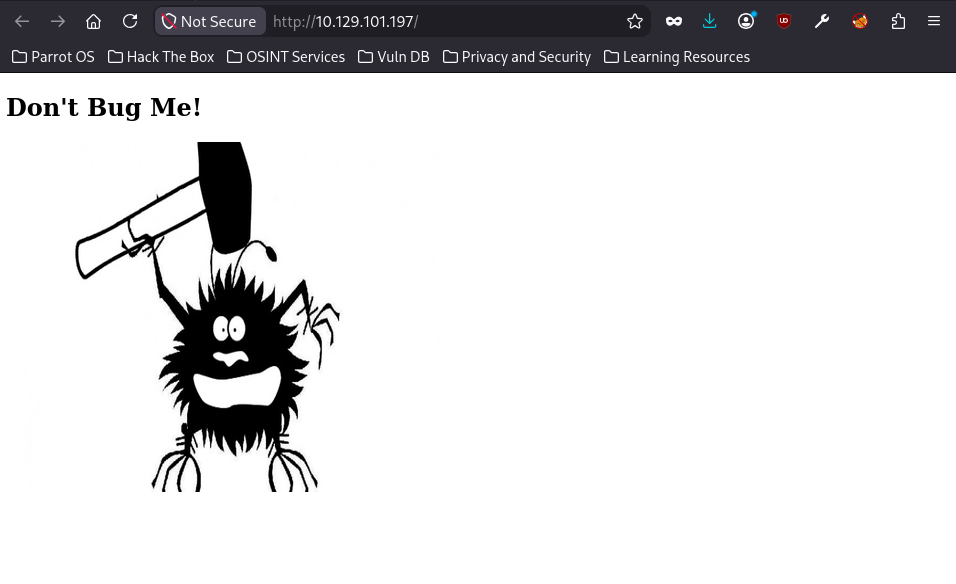 Not Secure http://10.129.101.197/
Parrot OS Hack The Box OSINT Services Vuln DB Privacy and Security Learning Resources
Don't Bug Me!